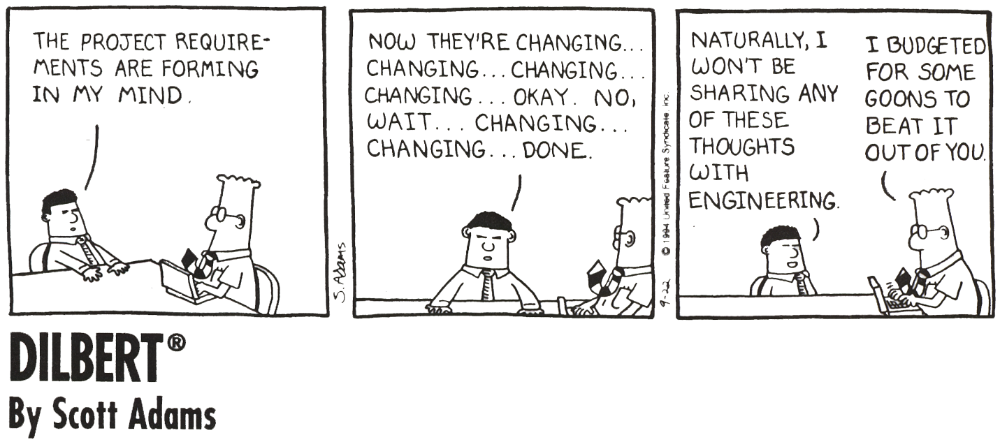 THE PROJECT REQUIRE-
MENTS ARE FORMING
IN MY MIND.
S. Adams
NOW THEY'RE CHANGING...
CHANGING... CHANGING...
CHANGING... OKAY. NO,
WAIT... CHANGING...
CHANGING... DONE.
9-22 © 1994 United Feature Syndicate, Inc.
NATURALLY, I
WON'T BE
SHARING ANY
OF THESE
THOUGHTS
WITH
ENGINEERING.
I BUDGETED
FOR SOME
GOONS TO
BEAT IT
OUT OF YOU.
DILBERT®
By Scott Adams